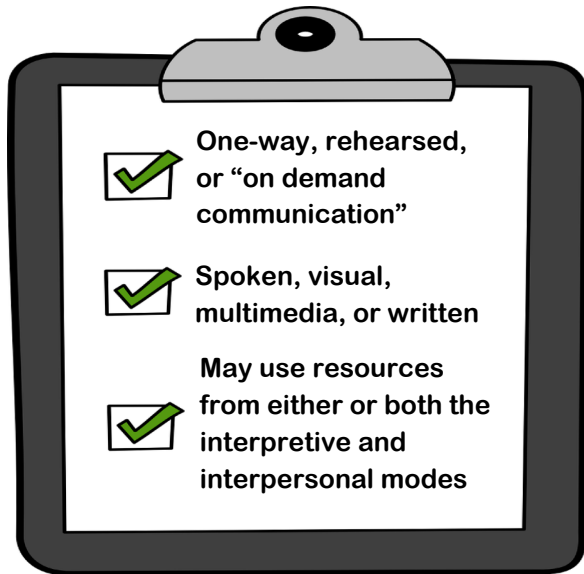 One-way, rehearsed,
or “on demand
communication”
Spoken, visual,
multimedia, or written
May use resources
from either or both the
interpretive and
interpersonal modes